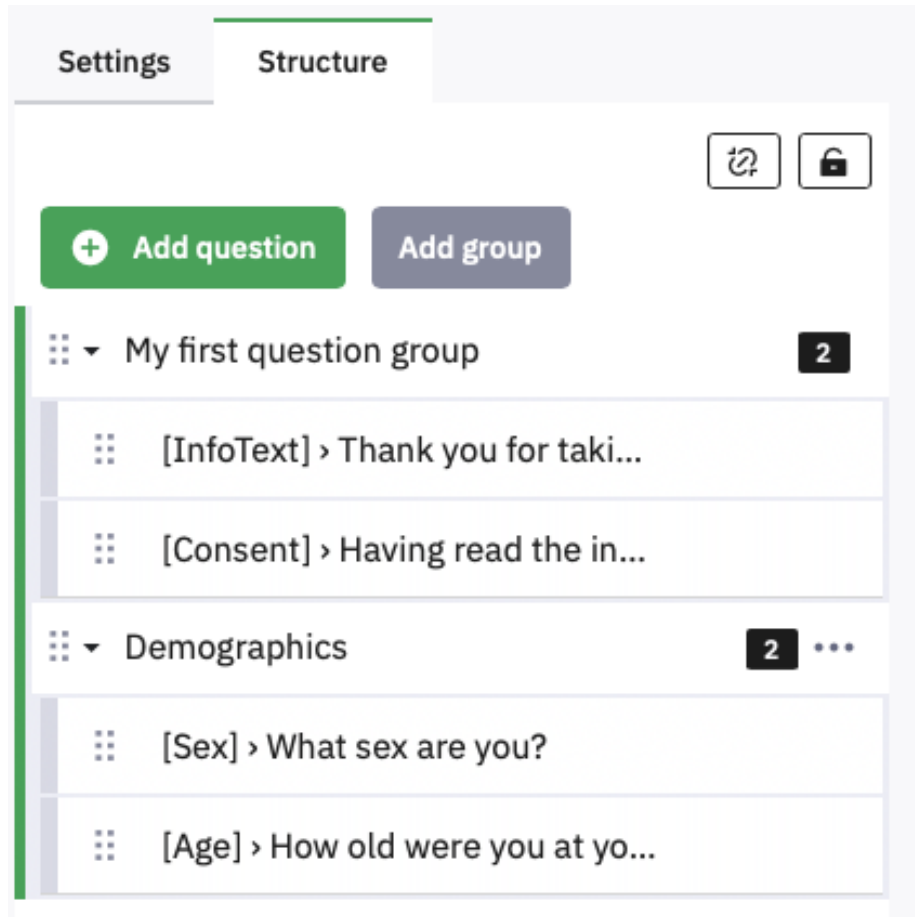 Settings Structure
Add question Add group
My first question group 2
[InfoText] › Thank you for taki...
[Consent] › Having read the in...
Demographics 2
[Sex] › What sex are you?
[Age] › How old were you at yo...